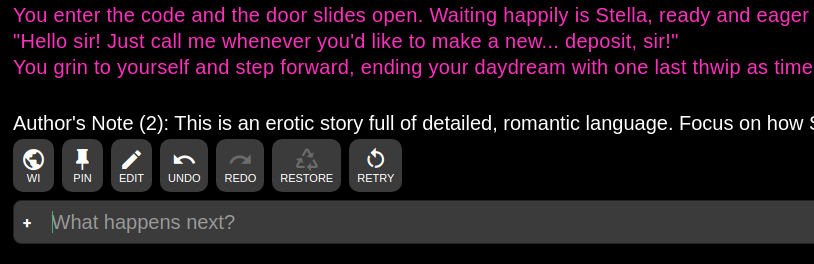 You enter the code and the door slides open. Waiting happily is Stella, ready and eager
"Hello sir! Just call me whenever you'd like to make a new... deposit, sir!"
You grin to yourself and step forward, ending your daydream with one last thwip as time
Author's Note (2): This is an erotic story full of detailed, romantic language. Focus on how
WI PIN EDIT UNDO REDO RESTORE RETRY
+ What happens next?